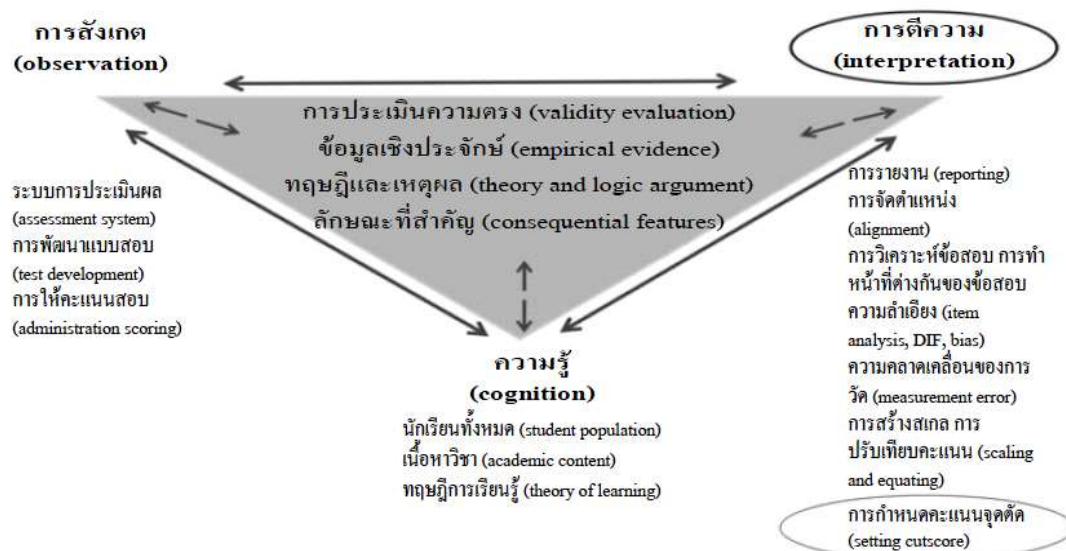 การสังเกต
(observation)
การตีความ
(interpretation)
การประเมินความตรง (validity evaluation)
ข้อมูลเชิงประจักษ์ (empirical evidence)
ทฤษฎีและเหตุผล (theory and logic argument)
ลักษณะที่สำคัญ (consequential features)
ระบบการประเมินผล
(assessment system)
การพัฒนาแบบสอบ
(test development)
การให้คะแนนสอบ
(administration scoring)
ความรู้
(cognition)
นักเรียนทั้งหมด (student population)
เนื้อหาวิชา (academic content)
ทฤษฎีการเรียนรู้ (theory of learning)
การรายงาน (reporting)
การจัดตำแหน่ง
(alignment)
การวิเคราะห์ข้อสอบ การทำ
หน้าที่ต่างกันของข้อสอบ
ความลำเอียง (item
analysis, DIF, bias)
ความคลาดเคลื่อนของการ
วัด (measurement error)
การสร้างสเกล การ
ปรับเทียบคะแนน (scaling
and equating)
การกำหนดคะแนนจุดตัด
(setting cutscore)